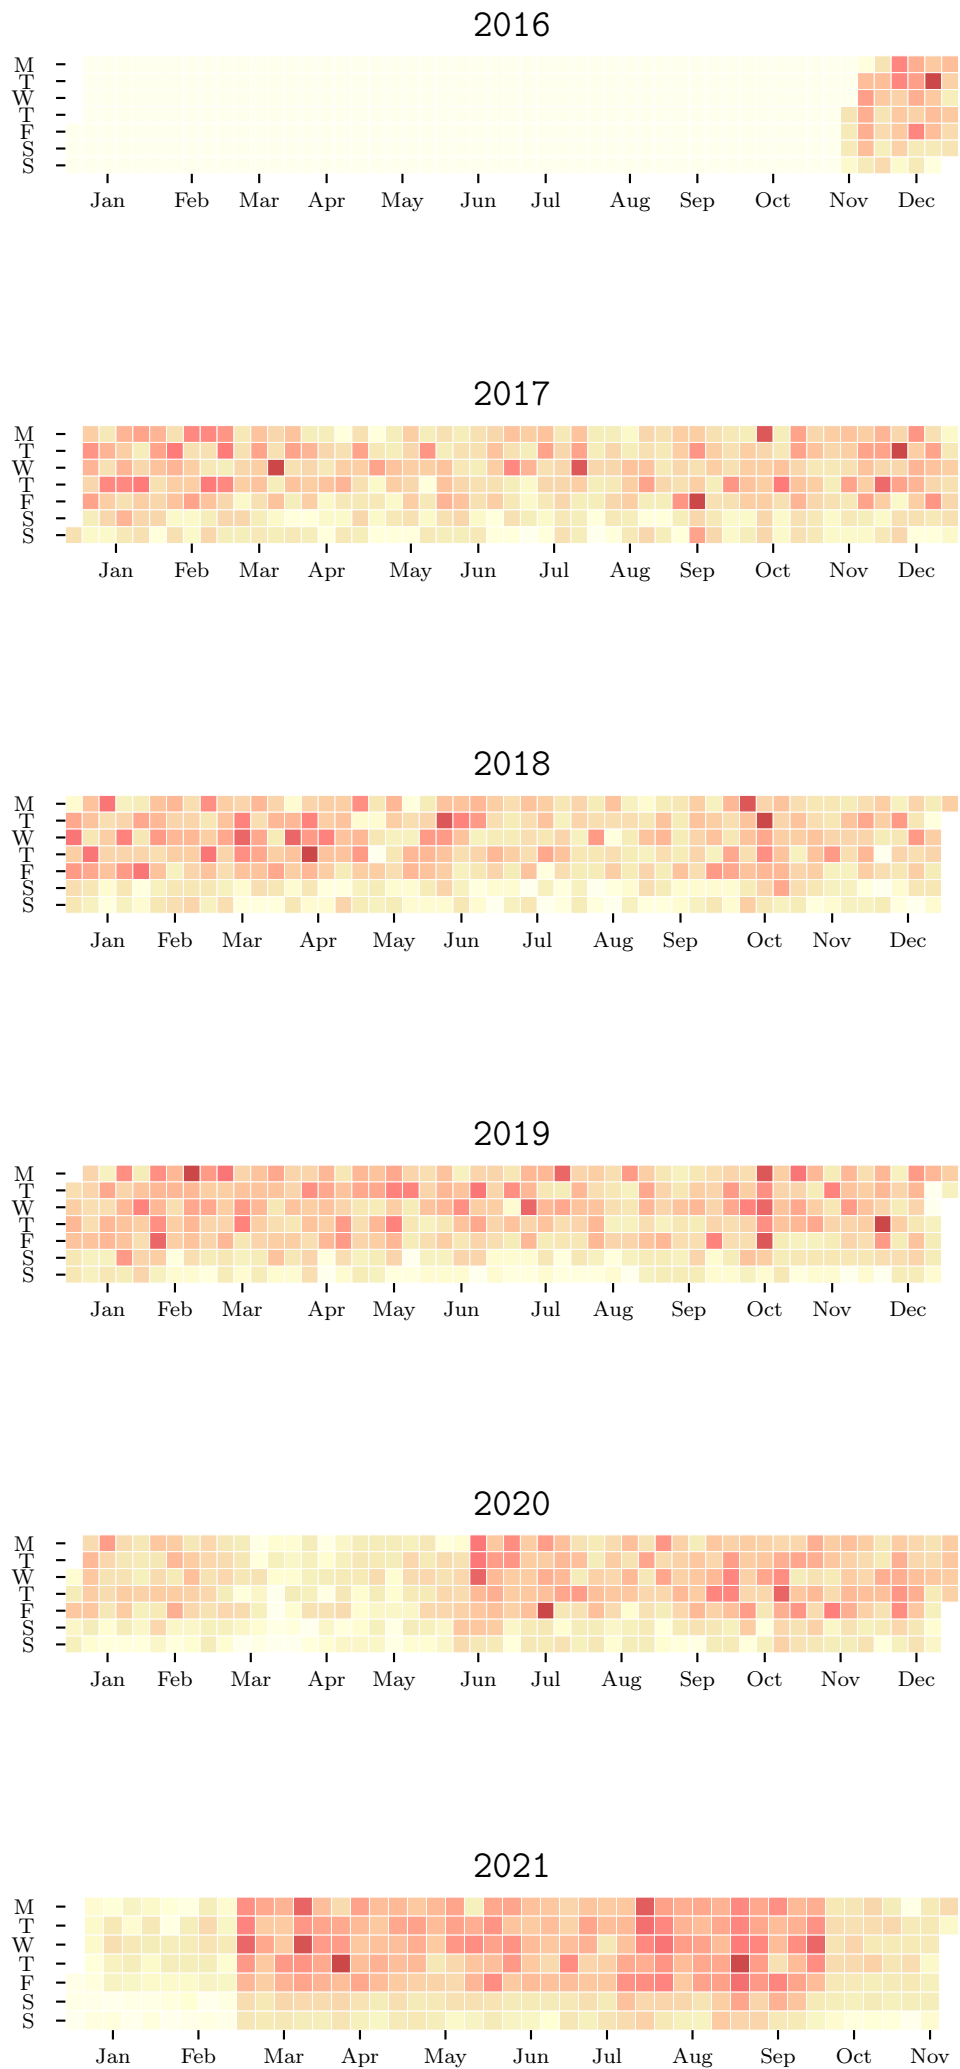 2016
M
T
W
T
F
S
S
Jan Feb Mar Apr May Jun Jul Aug Sep Oct Nov Dec
2017
M
T
W
T
F
S
S
Jan Feb Mar Apr May Jun Jul Aug Sep Oct Nov Dec
2018
M
T
W
T
F
S
S
Jan Feb Mar Apr May Jun Jul Aug Sep Oct Nov Dec
2019
M
T
W
T
F
S
S
Jan Feb Mar Apr May Jun Jul Aug Sep Oct Nov Dec
2020
M
T
W
T
F
S
S
Jan Feb Mar Apr May Jun Jul Aug Sep Oct Nov Dec
2021
M
T
W
T
F
S
S
Jan Feb Mar Apr May Jun Jul Aug Sep Oct Nov